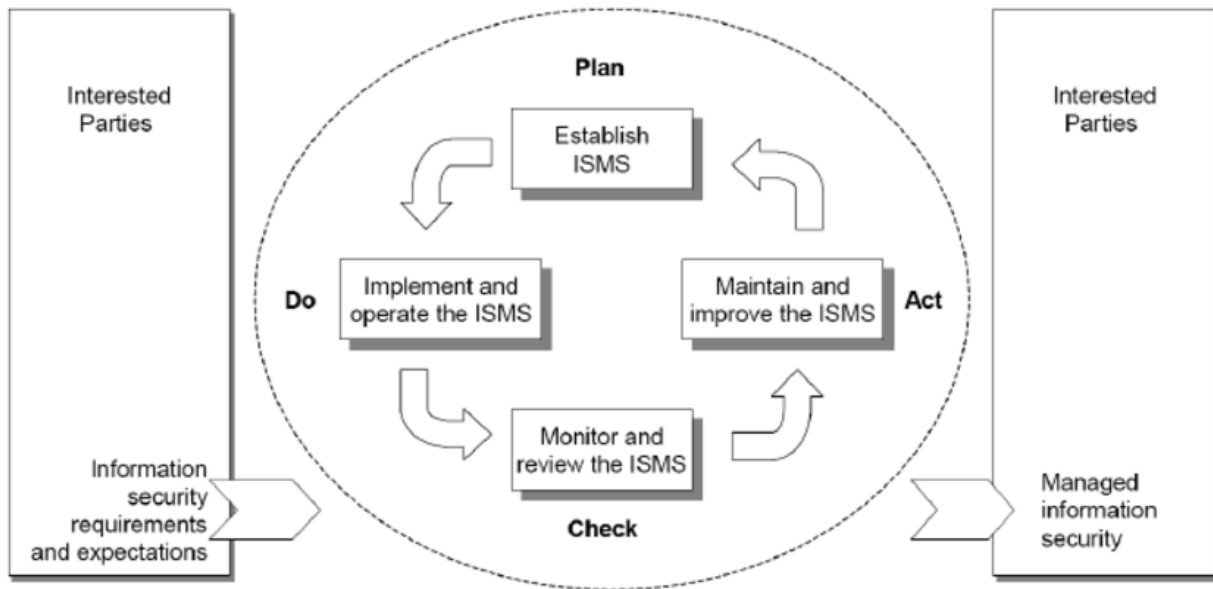 Interested
Parties
Information
security
requirements
and expectations
Plan
Establish
ISMS
Do
Implement and
operate the ISMS
Maintain and
improve the ISMS
Act
Monitor and
review the ISMS
Check
Interested
Parties
Managed
information
security